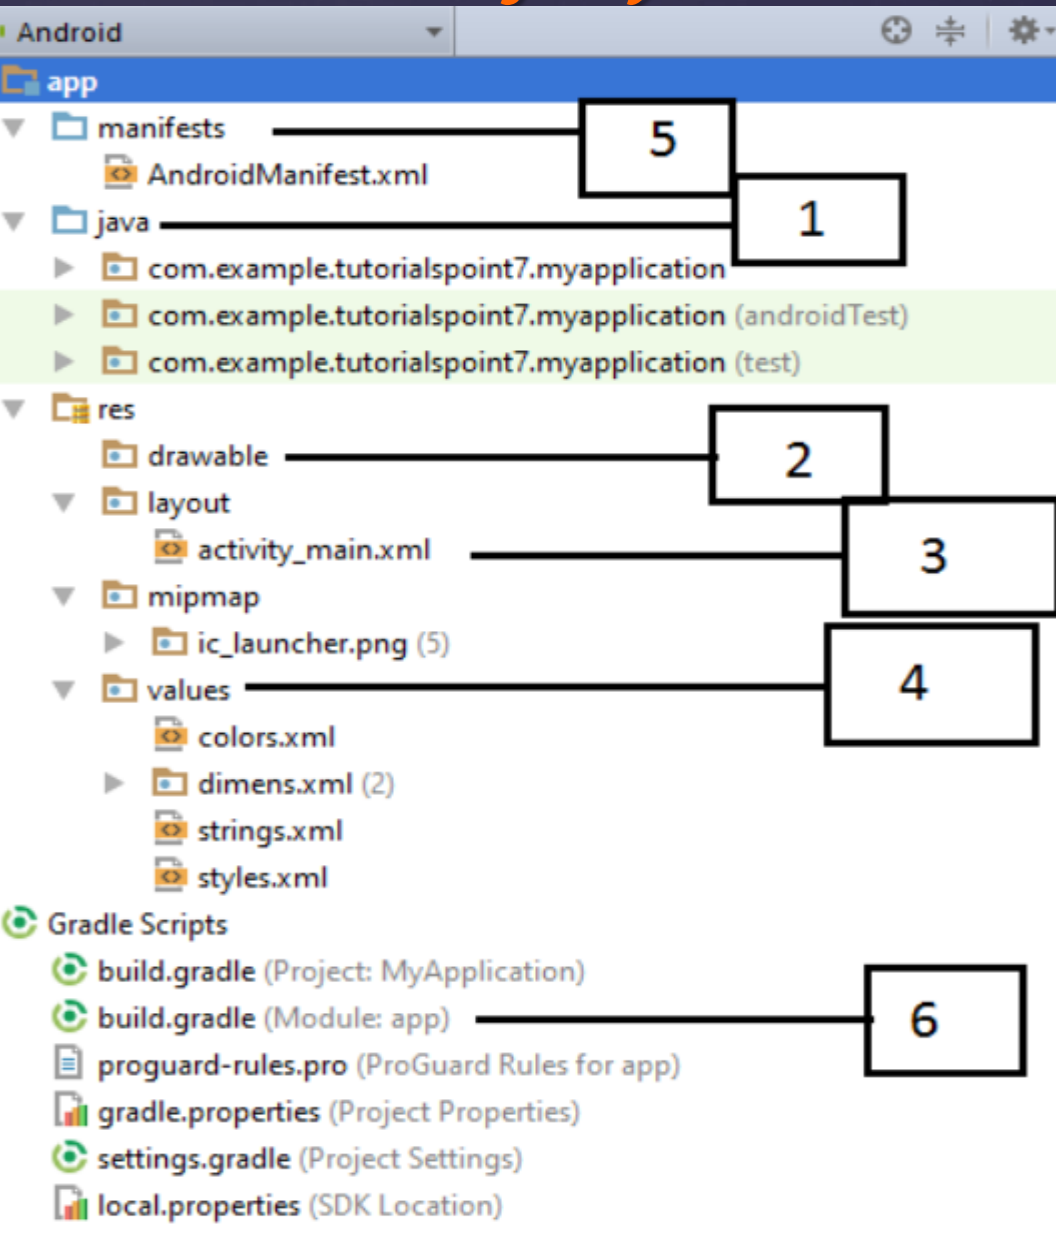 Android
app
manifests
5
AndroidManifest.xml
java
1
com.example.tutorialspoint7.myapplication
com.example.tutorialspoint7.myapplication (androidTest)
com.example.tutorialspoint7.myapplication (test)
res
drawable
2
layout
activity_main.xml
3
mipmap
ic_launcher.png (5)
values
4
colors.xml
dimens.xml (2)
strings.xml
styles.xml
Gradle Scripts
build.gradle (Project: MyApplication)
build.gradle (Module: app)
6
proguard-rules.pro (ProGuard Rules for app)
gradle.properties (Project Properties)
settings.gradle (Project Settings)
local.properties (SDK Location)